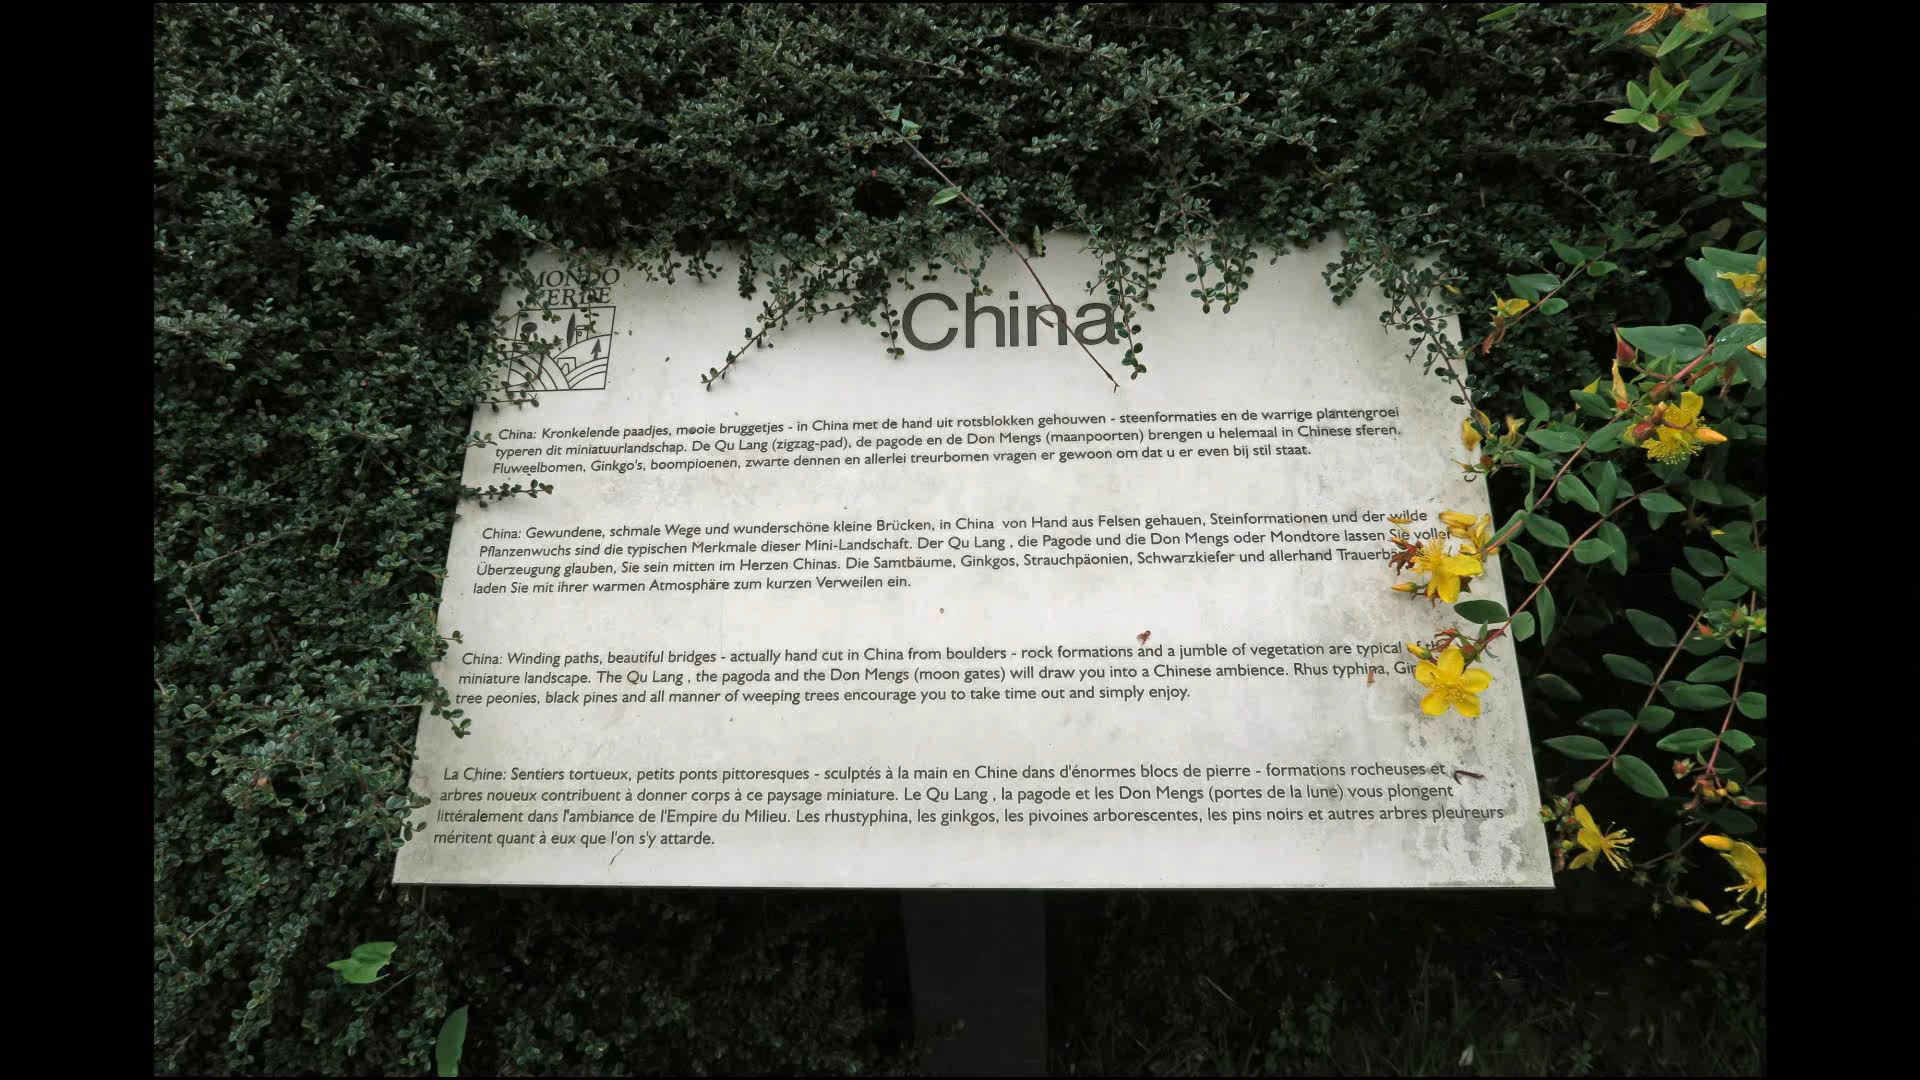 MONDO
VERDE
China
China: Kronkelende paadjes, mooie bruggetjes - in China met de hand uit rotsblokken gehouwen - steenformaties en de warrige plantengroei
typeren dit miniatuurlandschap. De Qu Lang (zigzag-pad), de pagode en de Don Mengs (maanpoorten) brengen u helemaal in Chinese sferen.
Fluweelbomen, Ginkgo's, boompioenen, zwarte dennen en allerlei treurbomen vragen er gewoon om dat u er even bij stil staat.
China: Gewundene, schmale Wege und wunderschöne kleine Brücken, in China von Hand aus Felsen gehauen, Steinformationen und der wilde
Pflanzenwuchs sind die typischen Merkmale dieser Mini-Landschaft. Der Qu Lang , die Pagode und die Don Mengs oder Mondtore lassen Sie voller
Überzeugung glauben, Sie sein mitten im Herzen Chinas. Die Samtbäume, Ginkgos, Strauchpäonien, Schwarzkiefer und allerhand
laden Sie mit ihrer warmen Atmosphäre zum kurzen Verweilen ein.
China: Winding paths, beautiful bridges - actually hand cut in China from boulders - rock formations and a jumble of vegetation are typical
miniature landscape. The Qu Lang , the pagoda and the Don Mengs (moon gates) will draw you into a Chinese ambience. Rhus typhina,
tree peonies, black pines and all manner of weeping trees encourage you to take time out and simply enjoy.
La Chine: Sentiers tortueux, petits ponts pittoresques - sculptés à la main en Chine dans d'énormes blocs de pierre - formations rocheuses et
arbres noueux contribuent à donner corps à ce paysage miniature. Le Qu Lang , la pagode et les Don Mengs (portes de la lune) vous plongent
littéralement dans l'ambiance de l'Empire du Milieu. Les rhustyphina, les ginkgos, les pivoines arborescentes, les pins noirs et autres arbres pleureurs
méritent quant à eux que l'on s'y attarde.